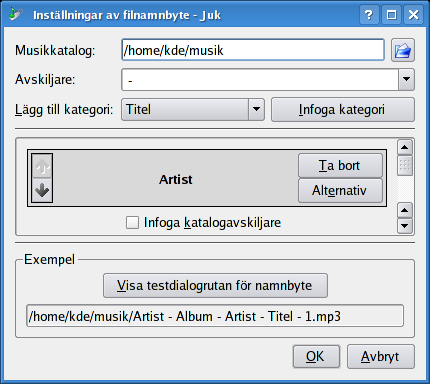 Inställningar av filnamnbyte - Juk
Musikkatalog: /home/kde/musik
Avskiljare: -
Lägg till kategori: Titel Infoga kategori
Ta bort
Artist
Alternativ
Infoga katalogavskiljare
Exempel
Visa testdialogrutan för namnbyte
/home/kde/musik/Artist - Album - Artist - Titel - 1.mp3
OK Avbryt